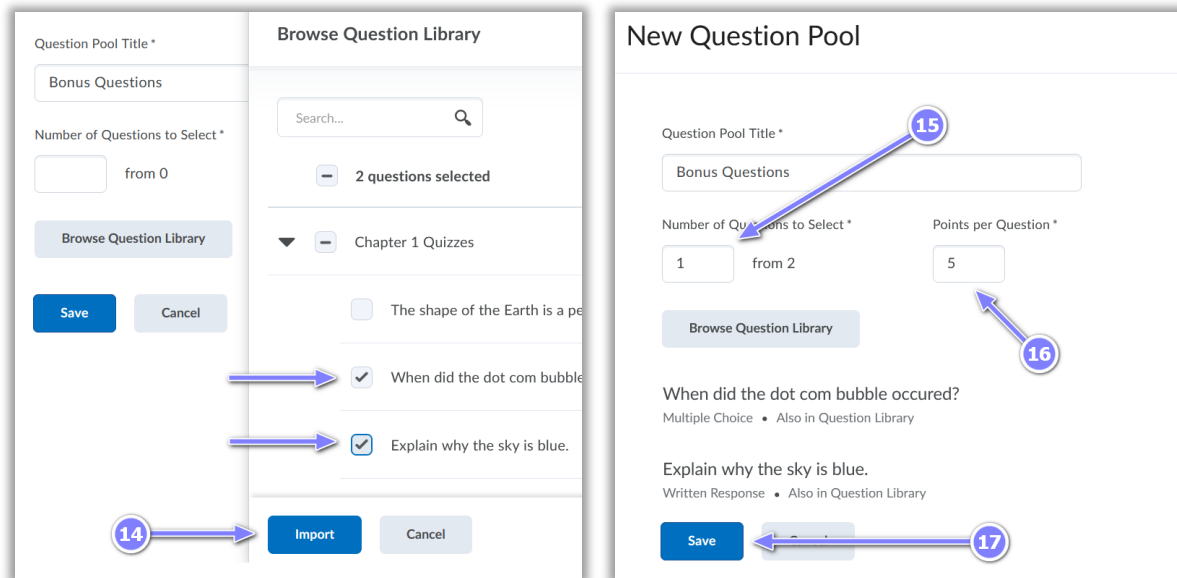 Question Pool Title *
Bonus Questions
Number of Questions to Select *
from 0
Browse Question Library
Save
Cancel
Browse Question Library
Search...
2 questions selected
Chapter 1 Quizzes
The shape of the Earth is a pe
When did the dot com bubble
Explain why the sky is blue.
14
Import
Cancel
New Question Pool
15
Question Pool Title *
Bonus Questions
Number of Questions to Select *
Points per Question *
1
from 2
5
Browse Question Library
16
When did the dot com bubble occured?
Multiple Choice • Also in Question Library
Explain why the sky is blue.
Written Response • Also in Question Library
Save
17